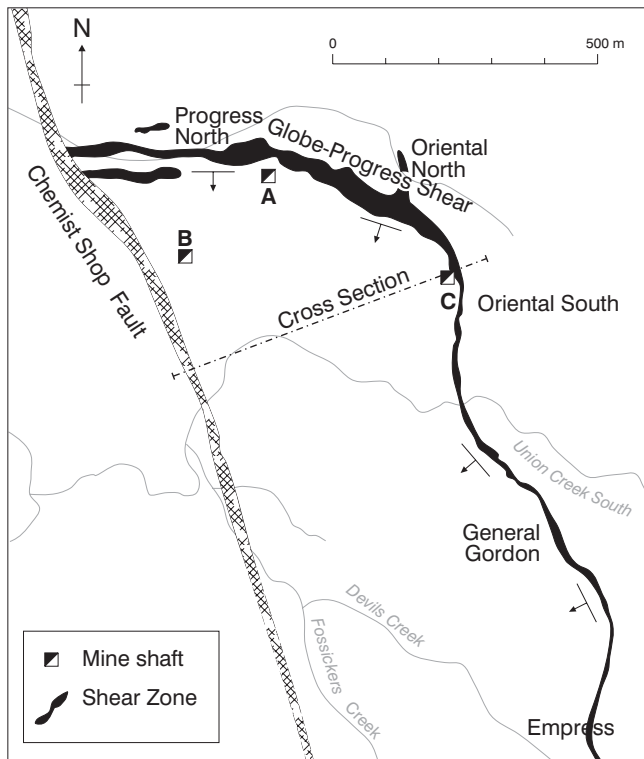 N
0
500 m
Progress
North
Globe-Progress Shear
Oriental
North
A
B
Chemist Shop
Fault
Cross Section
C
Oriental South
Union Creek South
General
Gordon
Devils Creek
Fossickers
Creek
Mine shaft
Shear Zone
Empress